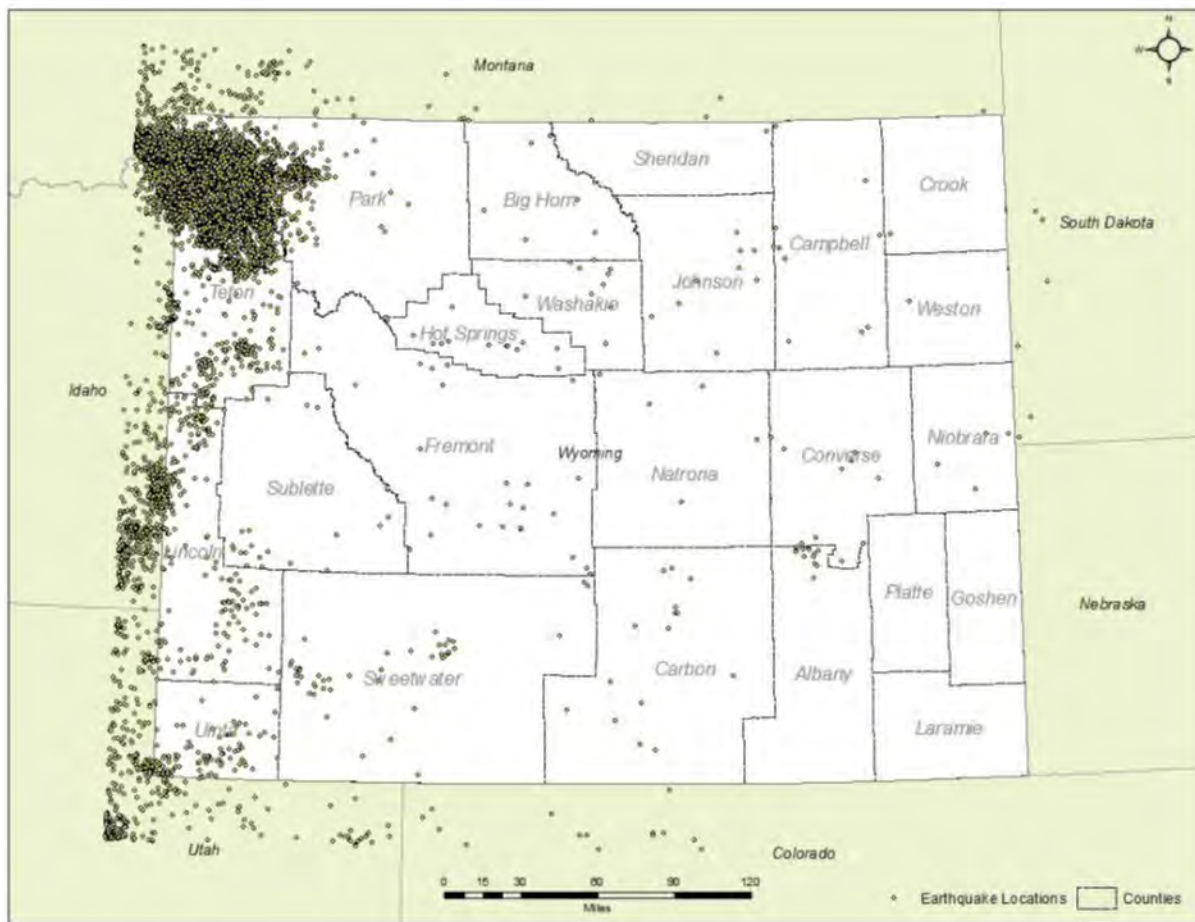 N
W E
S
Montana
Sheridan
Crook
Park
Big Horn
South Dakota
Campbell
Johnson
Teton
Washakie
Weston
Hot Springs
Idaho
Fremont
Wyoming
Niobrara
Converse
Natrona
Sublette
Lincoln
Platte
Goshen
Nebraska
Sweetwater
Carbon
Albany
Uinta
Laramie
Utah
Colorado
0 15 30 60 90 120
Miles
Earthquake Locations
Counties